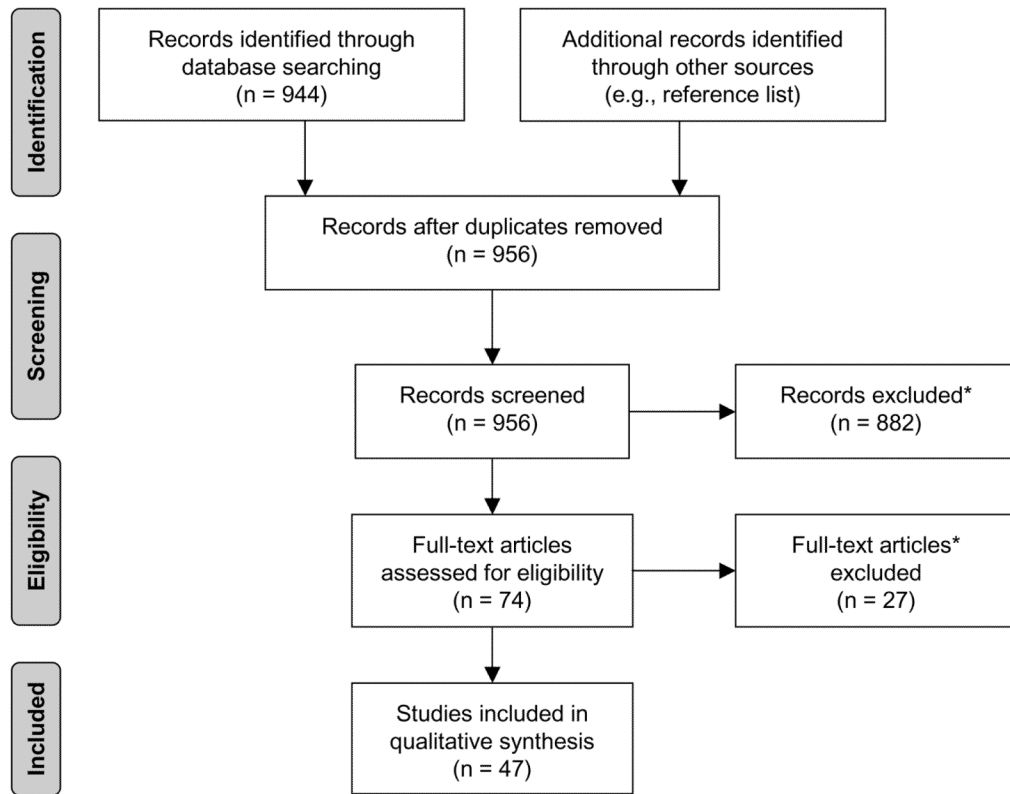 Identification
Records identified through
database searching
(n = 944)
Additional records identified
through other sources
(e.g., reference list)
Records after duplicates removed
(n = 956)
Screening
Records screened
(n = 956)
Records excluded*
(n = 882)
Eligibility
Full-text articles
assessed for eligibility
(n = 74)
Full-text articles*
excluded
(n = 27)
Included
Studies included in
qualitative synthesis
(n = 47)